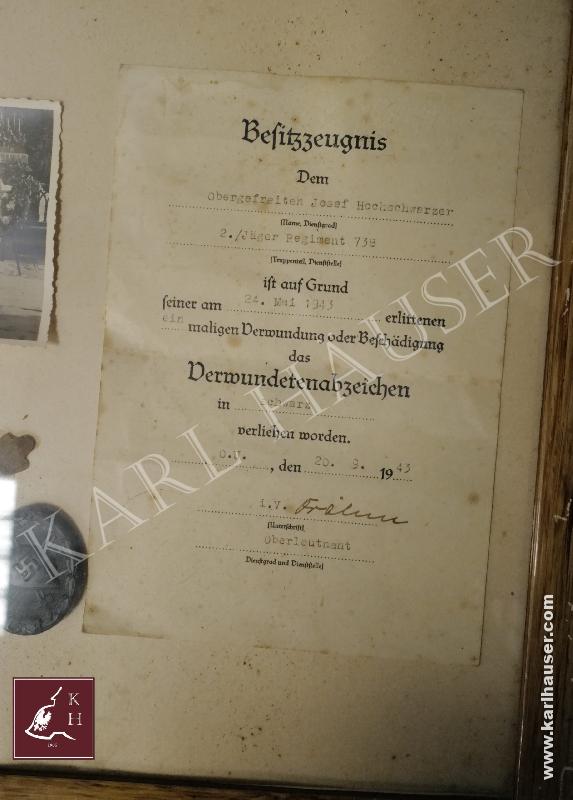 Besitzzeugnis
Dem
Obergefreiten Josef Hochschwarzer
(Name, Dienstgrad)
2./Jäger Regiment 738
(Truppenteil, Dienststelle)
ist auf Grund
seiner am 24. Mai 1943 erlittenen
ein maligen Verwundung oder Beschädigung
das
Verwundetenabzeichen
in schwarz
verliehen worden.
O.U. , den 20. 9. 1943
i.V.
(Unterschrift)
Oberleutnant
Dienstgrad und Dienststelle)
KARL HAUSER
K
H
www.karlhauser.com